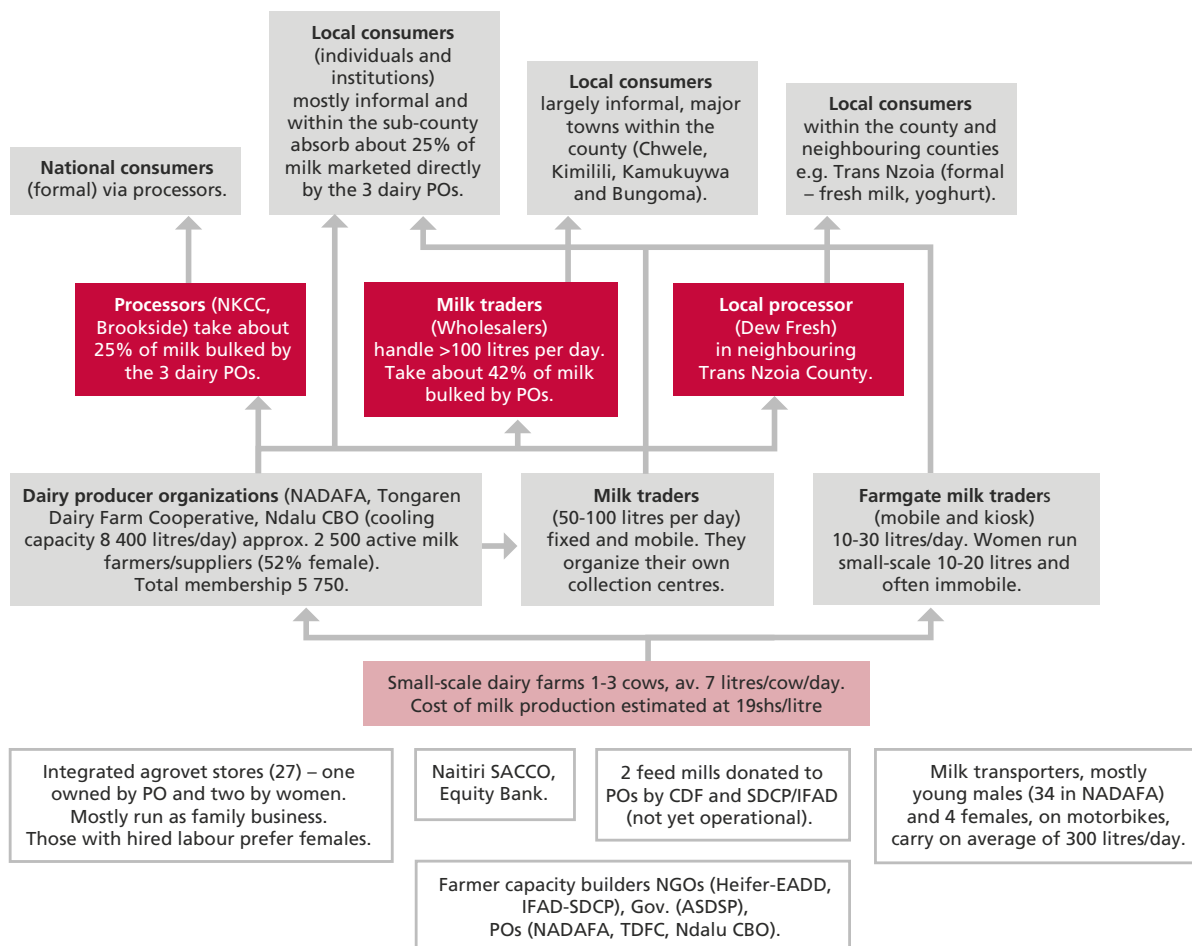 Local consumers
(individuals and
institutions)
mostly informal and
within the sub-county
absorb about 25% of
milk marketed directly
by the 3 dairy POs.
Local consumers
largely informal, major
towns within the
county (Chwele,
Kimilili, Kamukuywa
and Bungoma).
Local consumers
within the county and
neighbouring counties
e.g. Trans Nzoia (formal
– fresh milk, yoghurt).
National consumers
(formal) via processors.
Processors (NKCC,
Brookside) take about
25% of milk bulked by
the 3 dairy POs.
Milk traders
(Wholesalers)
handle >100 litres per day.
Take about 42% of milk
bulked by POs.
Local processor
(Dew Fresh)
in neighbouring
Trans Nzoia County.
Dairy producer organizations (NADAFA, Tongaren
Dairy Farm Cooperative, Ndalu CBO (cooling
capacity 8 400 litres/day) approx. 2 500 active milk
farmers/suppliers (52% female).
Total membership 5 750.
Milk traders
(50-100 litres per day)
fixed and mobile. They
organize their own
collection centres.
Farmgate milk traders
(mobile and kiosk)
10-30 litres/day. Women run
small-scale 10-20 litres and
often immobile.
Small-scale dairy farms 1-3 cows, av. 7 litres/cow/day.
Cost of milk production estimated at 19shs/litre
Integrated agrovet stores (27) – one
owned by PO and two by women.
Mostly run as family business.
Those with hired labour prefer females.
Naitiri SACCO,
Equity Bank.
2 feed mills donated to
POs by CDF and SDCP/IFAD
(not yet operational).
Milk transporters, mostly
young males (34 in NADAFA)
and 4 females, on motorbikes,
carry on average of 300 litres/day.
Farmer capacity builders NGOs (Heifer-EADD,
IFAD-SDCP), Gov. (ASDSP),
POs (NADAFA, TDFC, Ndalu CBO).